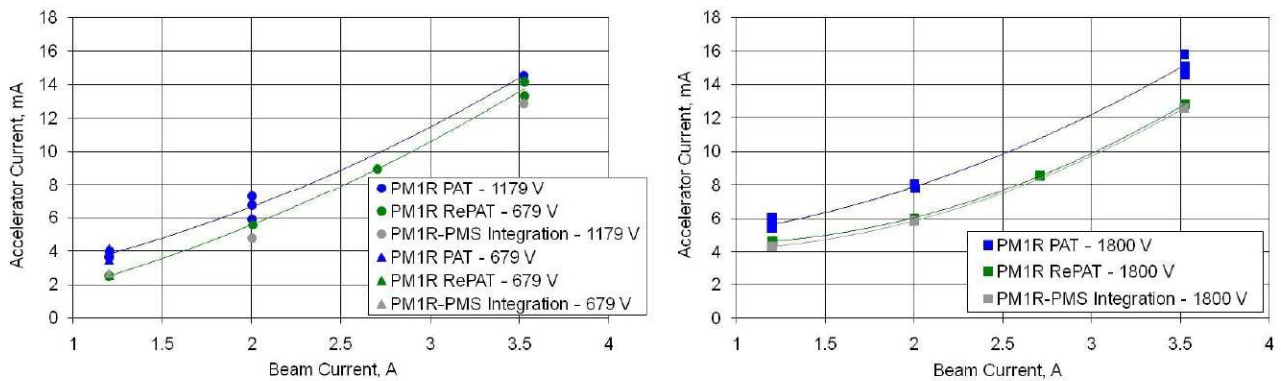 18
16
14
12
10
8
6
4
2
0
Accelerator Current, mA
1
1.5
2
2.5
3
3.5
4
Beam Current, A
PM1R PAT - 1179 V
PM1R RePAT - 679 V
PM1R-PMS Integration - 1179 V
PM1R PAT - 679 V
PM1R RePAT - 679 V
PM1R-PMS Integration - 679 V
18
16
14
12
10
8
6
4
2
0
Accelerator Current, mA
1
1.5
2
2.5
3
3.5
4
Beam Current, A
PM1R PAT - 1800 V
PM1R RePAT - 1800 V
PM1R-PMS Integration - 1800 V